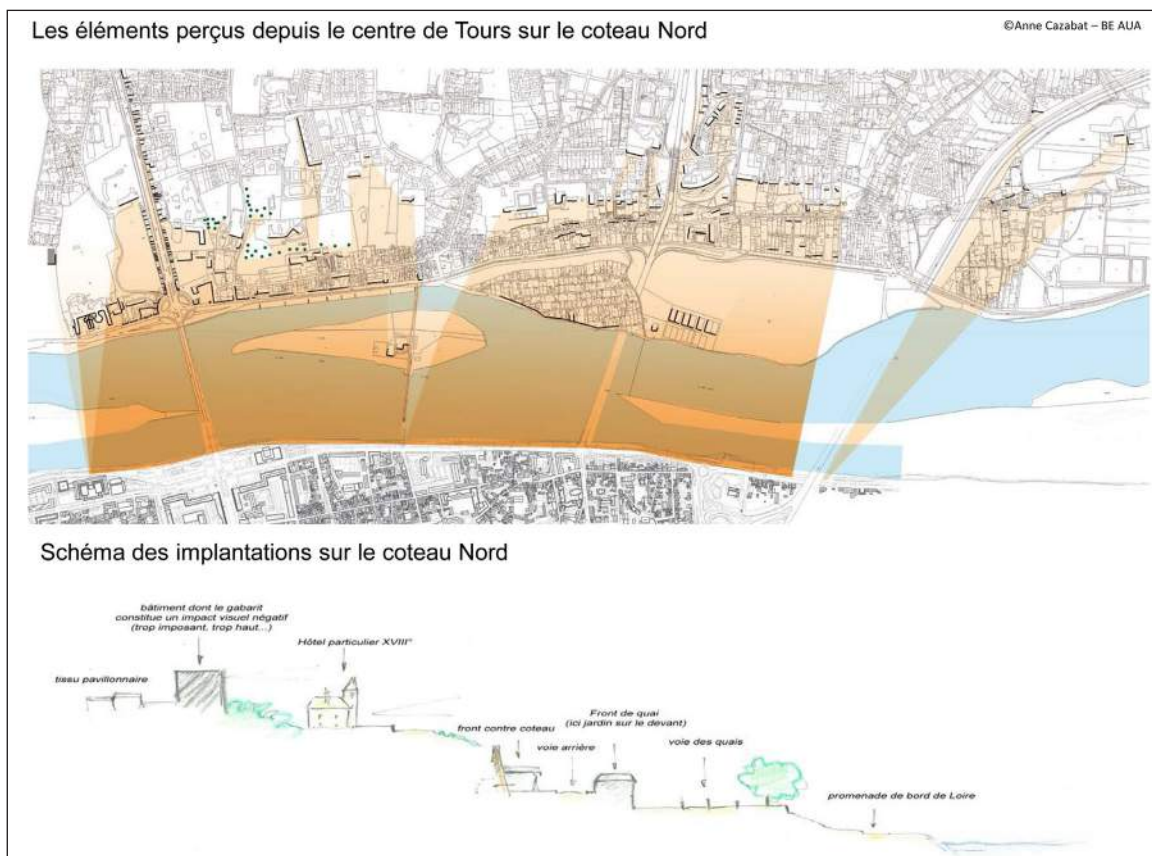 Les éléments perçus depuis le centre de Tours sur le coteau Nord
©Anne Cazabat – BE AUA
Schéma des implantations sur le coteau Nord
bâtiment dont le gabarit
constitue un impact visuel négatif
(trop imposant, trop haut...)
Hôtel particulier XVIII°
tissu pavillonnaire
front contre coteau
voie arrière
Front de quai
(ici jardin sur le devant)
voie des quais
promenade de bord de Loire